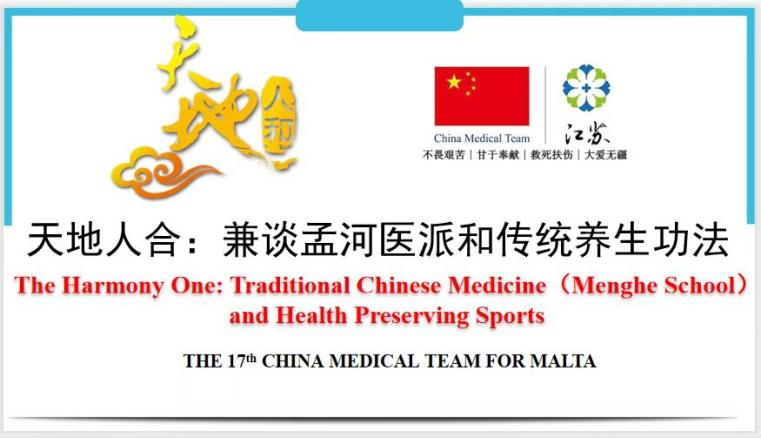 天地
人和
China Medical Team
江苏
不畏艰苦 | 甘于奉献 | 救死扶伤 | 大爱无疆
天地人合：兼谈孟河医派和传统养生功法
The Harmony One: Traditional Chinese Medicine（Menghe School）
and Health Preserving Sports
THE 17th CHINA MEDICAL TEAM FOR MALTA